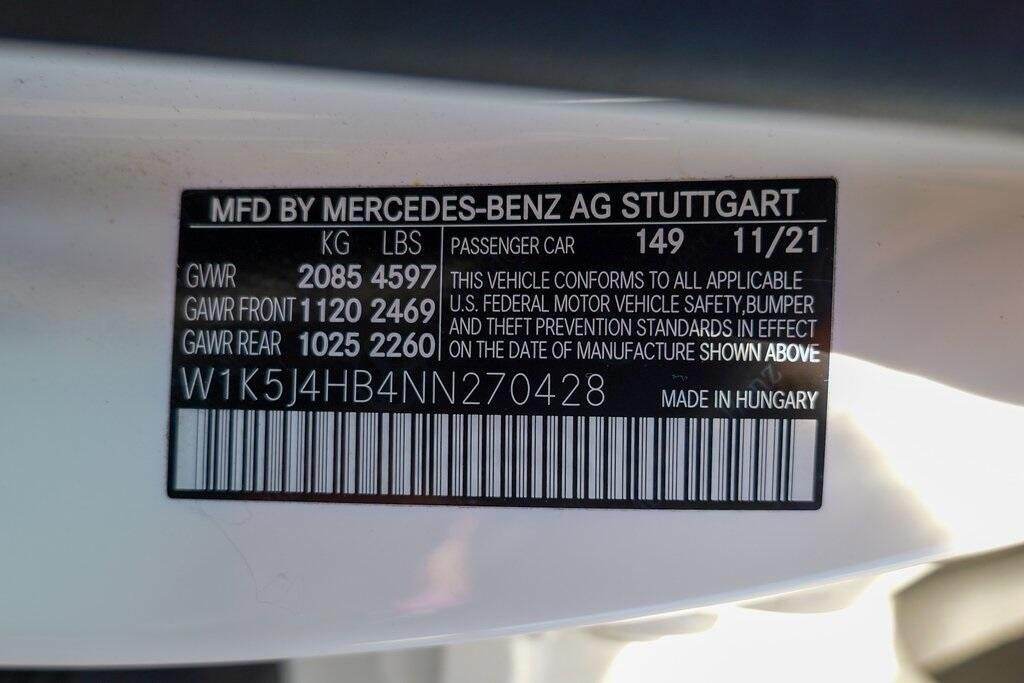 MFD BY MERCEDES-BENZ AG STUTTGART
KG LBS
GVWR 2085 4597
GAWR FRONT 1120 2469
GAWR REAR 1025 2260
PASSENGER CAR 149 11/21
THIS VEHICLE CONFORMS TO ALL APPLICABLE
U.S. FEDERAL MOTOR VEHICLE SAFETY,BUMPER
AND THEFT PREVENTION STANDARDS IN EFFECT
ON THE DATE OF MANUFACTURE SHOWN ABOVE
W1K5J4HB4NN270428
MADE IN HUNGARY